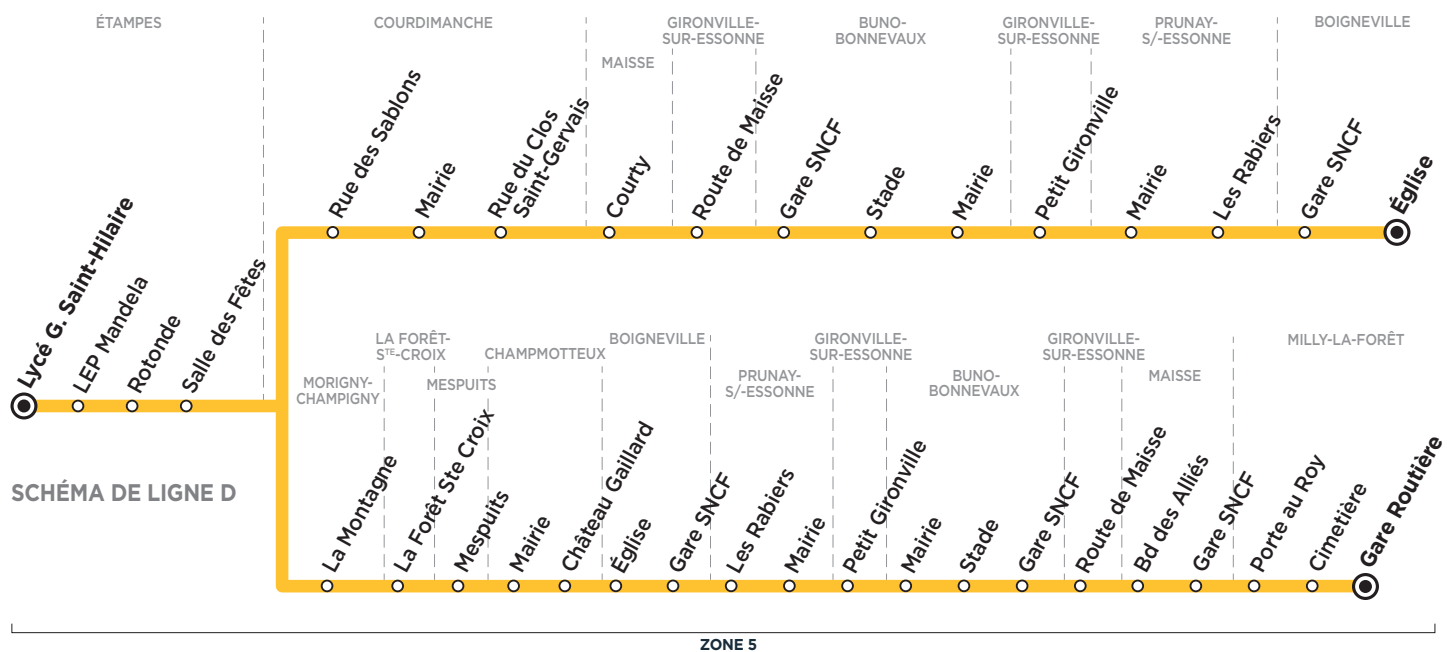 ÉTAMPES
COURDIMANCHE
MAISSE
GIRONVILLE-
SUR-ESSONNE
BUNO-
BONNEVAUX
GIRONVILLE-
SUR-ESSONNE
PRUNAY-
S/-ESSONNE
BOIGNEVILLE
Lycé G. Saint-Hilaire
LEP Mandela
Rotonde
Salle des Fêtes
Rue des Sablons
Mairie
Rue du Clos
Saint-Gervais
Courty
Route de Maisse
Gare SNCF
Stade
Mairie
Petit Gironville
Mairie
Les Rabiers
Gare SNCF
Église
MORIGNY-
CHAMPIGNY
LA FORÊT-
STE-CROIX
MESPUITS
CHAMPMOTTEUX
BOIGNEVILLE
PRUNAY-
S/-ESSONNE
GIRONVILLE-
SUR-ESSONNE
BUNO-
BONNEVAUX
GIRONVILLE-
SUR-ESSONNE
MAISSE
MILLY-LA-FORÊT
La Montagne
La Forêt Ste Croix
Mespuits
Mairie
Château Gaillard
Église
Gare SNCF
Les Rabiers
Mairie
Petit Gironville
Mairie
Stade
Gare SNCF
Route de Maisse
Bd des Alliés
Gare SNCF
Porte au Roy
Cimetière
Gare Routière
SCHÉMA DE LIGNE D
ZONE 5